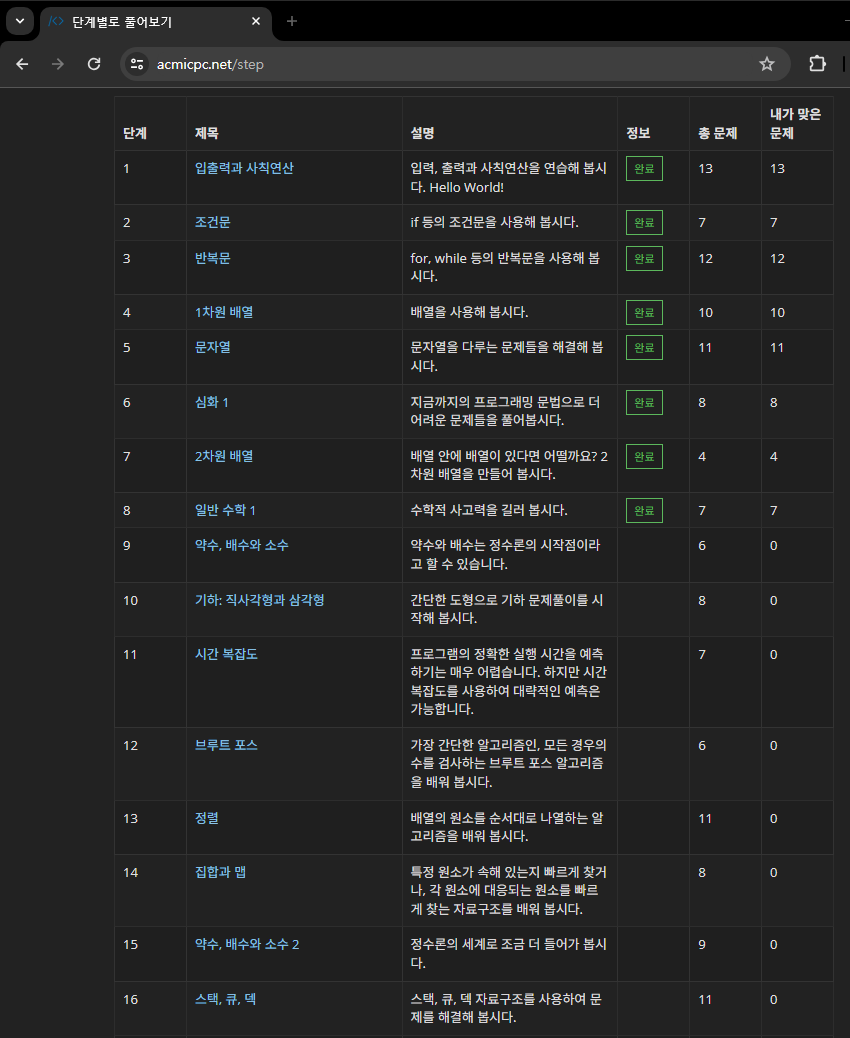 단계별로 풀어보기
acmicpc.net/step
단계 제목 설명 정보 총 문제 내가 맞은 문제
1 입출력과 사칙연산 입력, 출력과 사칙연산을 연습해 봅시 완료 13 13
다. Hello World!
2 조건문 if 등의 조건문을 사용해 봅시다. 완료 7 7
3 반복문 for, while 등의 반복문을 사용해 봅 완료 12 12
시다.
4 1차원 배열 배열을 사용해 봅시다. 완료 10 10
5 문자열 문자열을 다루는 문제들을 해결해 봅 완료 11 11
시다.
6 심화 1 지금까지의 프로그래밍 문법으로 더 완료 8 8
어려운 문제들을 풀어봅시다.
7 2차원 배열 배열 안에 배열이 있다면 어떨까요? 2 완료 4 4
차원 배열을 만들어 봅시다.
8 일반 수학 1 수학적 사고력을 길러 봅시다. 완료 7 7
9 약수, 배수와 소수 약수와 배수는 정수론의 시작점이라 6 0
고 할 수 있습니다.
10 기하: 직사각형과 삼각형 간단한 도형으로 기하 문제풀이를 시 8 0
작해 봅시다.
11 시간 복잡도 프로그램의 정확한 실행 시간을 예측 7 0
하기는 매우 어렵습니다. 하지만 시간
복잡도를 사용하여 대략적인 예측은
가능합니다.
12 브루트 포스 가장 간단한 알고리즘인, 모든 경우의 6 0
수를 검사하는 브루트 포스 알고리즘
을 배워 봅시다.
13 정렬 배열의 원소를 순서대로 나열하는 알 11 0
고리즘을 배워 봅시다.
14 집합과 맵 특정 원소가 속해 있는지 빠르게 찾거 8 0
나, 각 원소에 대응되는 원소를 빠르
게 찾는 자료구조를 배워 봅시다.
15 약수, 배수와 소수 2 정수론의 세계로 조금 더 들어가 봅시 9 0
다.
16 스택, 큐, 덱 스택, 큐, 덱 자료구조를 사용하여 문 11 0
제를 해결해 봅시다.